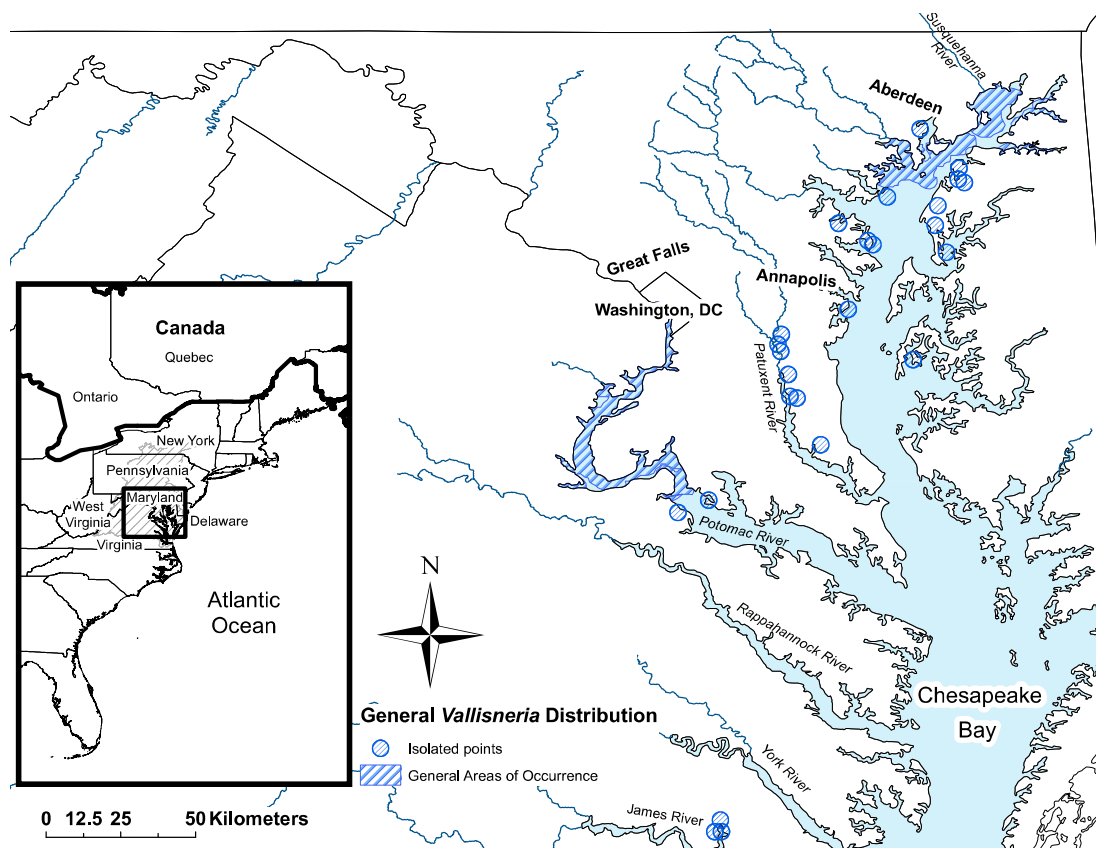 Susquehanna
River
Aberdeen
Great Falls
Annapolis
Washington, DC
Patuxent River
Potomac River
Rappahannock River
York River
James River
Chesapeake
Bay
Canada
Quebec
Ontario
New York
Pennsylvania
Maryland
West
Virginia
Delaware
Virginia
Atlantic
Ocean
N
General Vallisneria Distribution
Isolated points
General Areas of Occurrence
0 12.5 25 50 Kilometers